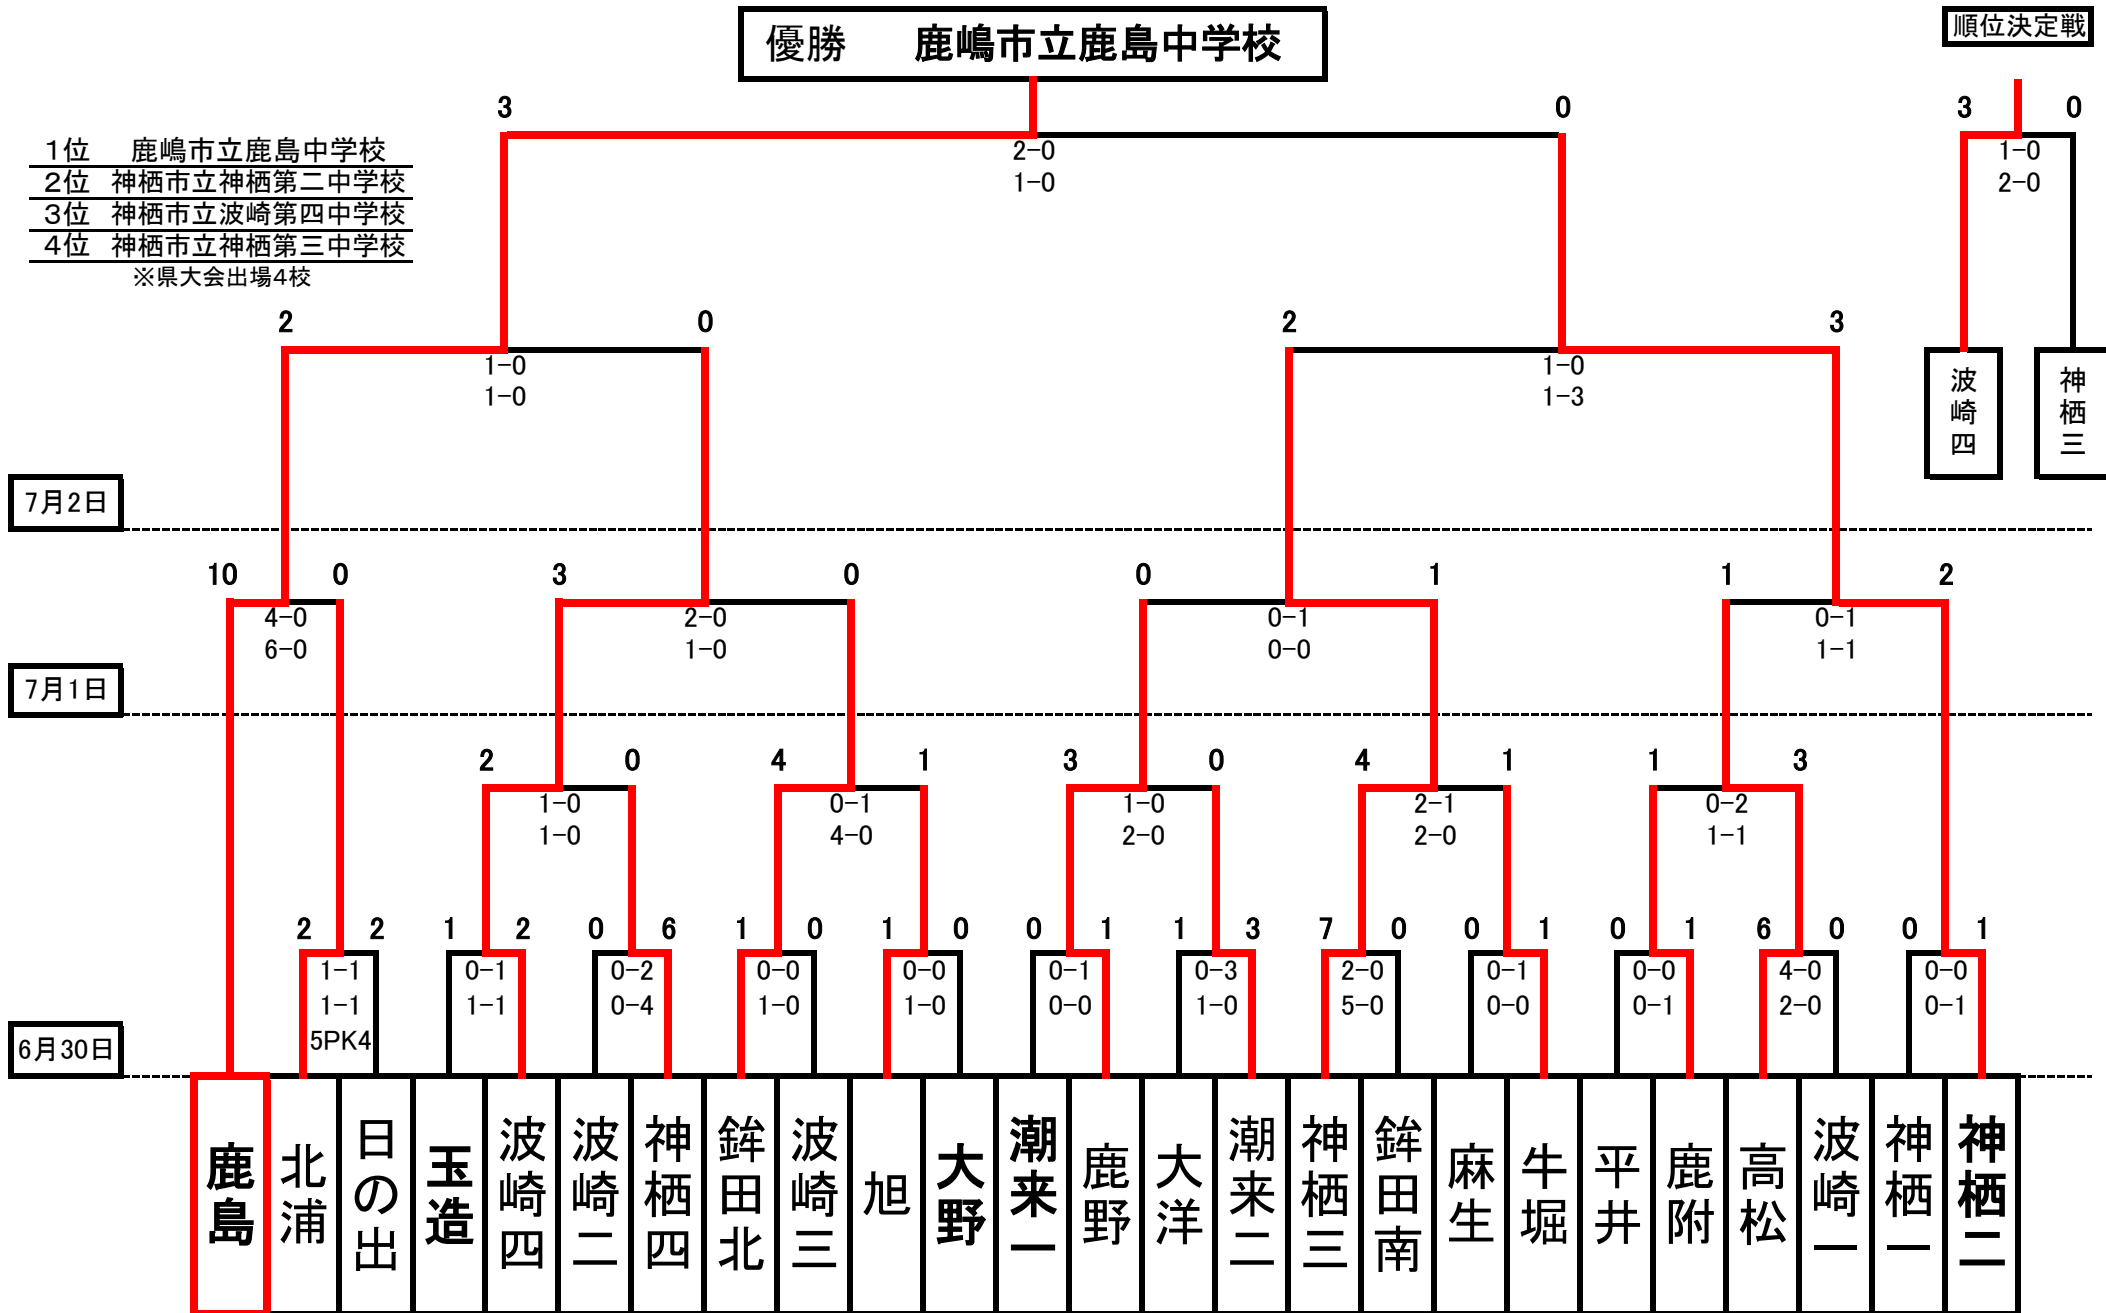 優勝 鹿嶋市立鹿島中学校
順位決定戦
3 0 3 0
1位 鹿嶋市立鹿島中学校
2位 神栖市立神栖第二中学校
3位 神栖市立波崎第四中学校
4位 神栖市立神栖第三中学校
※県大会出場4校
2-0 1-0
1-0 2-0
2 0 2 3
1-0 1-0
1-0 1-3
波崎四
神栖三
7月2日
10 0 3 0 0 1 1 2
4-0 2-0 0-1 0-1
6-0 1-0 0-0 1-1
7月1日
2 0 4 1 3 0 4 1 1 3
1-0 0-1 1-0 2-1 0-2
1-0 4-0 2-0 2-0 1-1
2 2 1 2 0 6 1 0 1 0 0 1 1 3 7 0 0 1 0 1 6 0 0 1
1-1 0-1 0-2 0-0 0-0 0-1 0-3 2-0 0-1 0-0 4-0 0-0
1-1 1-1 0-4 1-0 1-0 0-0 1-0 5-0 0-0 0-1 2-0 0-1
5PK4
6月30日
鹿島
北浦
日の出
玉造
波崎四
波崎二
神栖四
鉾田北
波崎三
旭
大野
潮来一
鹿野
大洋
潮来二
神栖三
鉾田南
麻生
牛堀
平井
鹿附
高松
波崎一
神栖一
神栖二